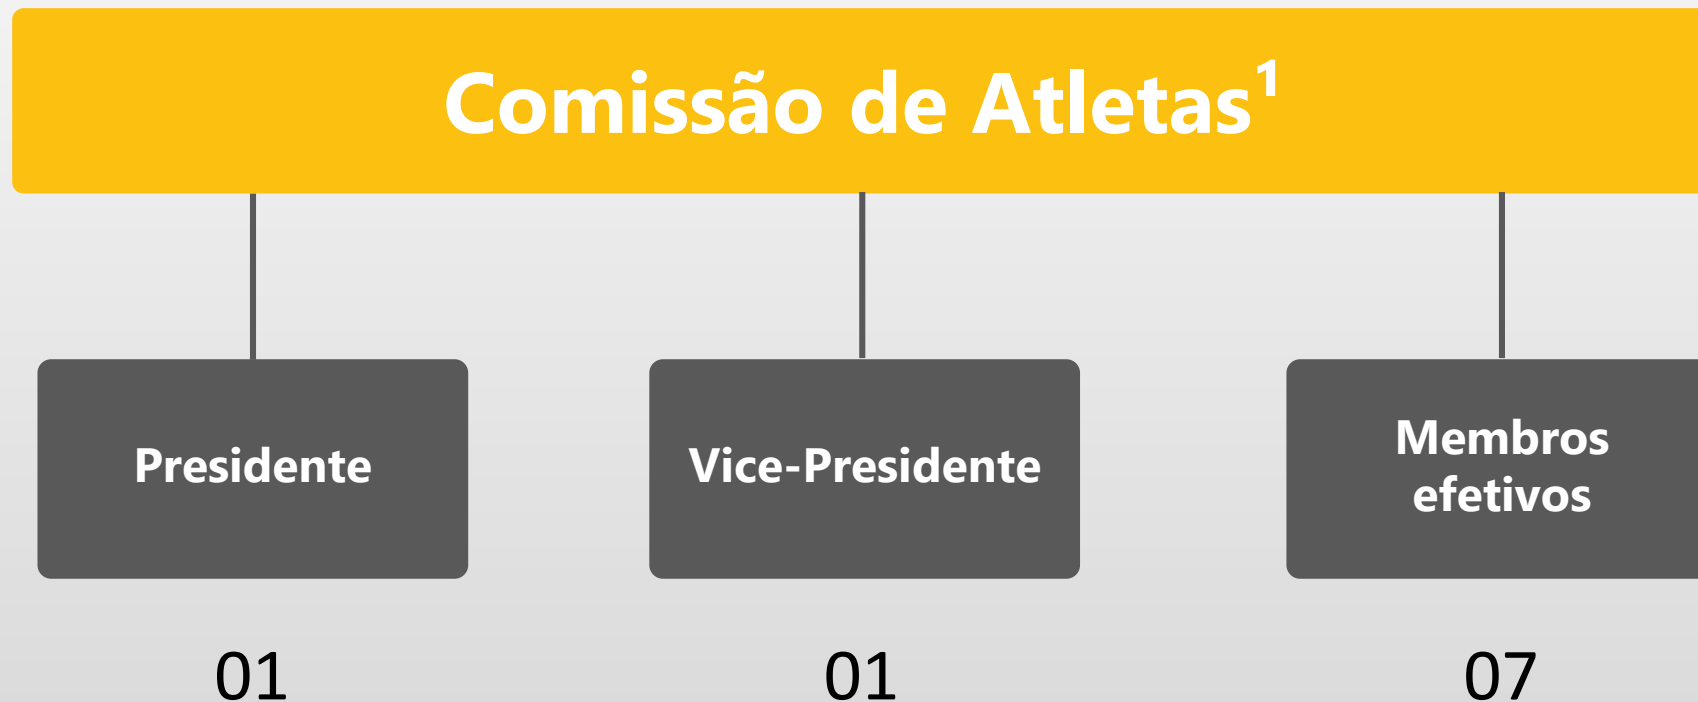 Comissão de Atletas¹
Presidente
Vice-Presidente
Membros
efetivos
01
01
07